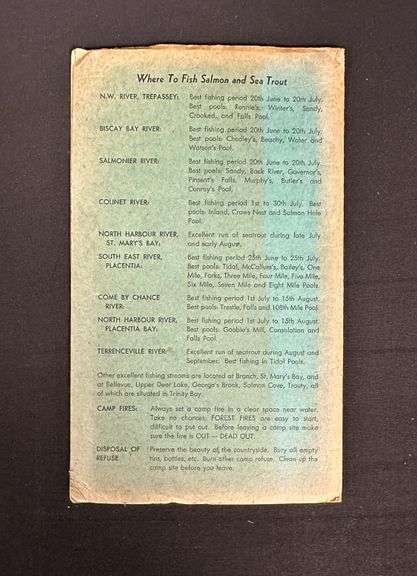 Where To Fish Salmon and Sea Trout
N.W. RIVER, TREPASSEY: Best fishing period 20th June to 20th July.
Best pools: Ronnie's, Winter's, Sandy,
Crooked, and Falls Pool.
BISCAY BAY RIVER: Best fishing period 20th June to 20th July.
Best pools: Chadley's, Beachy, Water and
Watson's Pool.
SALMONIER RIVER: Best fishing period 20th June to 20th July.
Best pools: Sandy, Back River, Governor's,
Pinsent's Falls, Murphy's, Butler's and
Conroy's Pool.
COLINET RIVER: Best fishing period 1st to 30th July. Best
pools: Inland, Crows Nest and Salmon Hole
Pool.
NORTH HARBOUR RIVER, Excellent run of seatrout during late July
ST. MARY'S BAY: and early August.
SOUTH EAST RIVER, Best fishing period 25th June to 25th July.
PLACENTIA: Best pools: Tidal, McCallum's, Bailey's, One
Mile, Forks, Three Mile, Four Mile, Five Mile,
Six Mile, Seven Mile and Eight Mile Pools.
COME BY CHANCE Best fishing period 1st July to 15th August.
RIVER: Best pools: Trestle, Falls and 108th Mile Pool.
NORTH HARBOUR RIVER, Best fishing period 1st July to 15th August.
PLACENTIA BAY: Best pools: Goobie's Mill, Consolation and
Falls Pool.
TERRENCEVILLE RIVER: Excellent run of seatrout during August and
September. Best fishing in Tidal Pools.
Other excellent fishing streams are located at Branch, St. Mary's Bay, and
at Bellevue, Upper Deer Lake, George's Brook, Salmon Cove, Trouty, all
of which are situated in Trinity Bay.
CAMP FIRES: Always set a camp fire in a clear space near water.
Take no chances: FOREST FIRES are easy to start,
difficult to put out. Before leaving a camp site make
sure the fire is OUT — DEAD OUT.
DISPOSAL OF Preserve the beauty of the countryside. Bury all empty
REFUSE tins, bottles, etc. Burn other camp refuse. Clean up the
camp site before you leave.